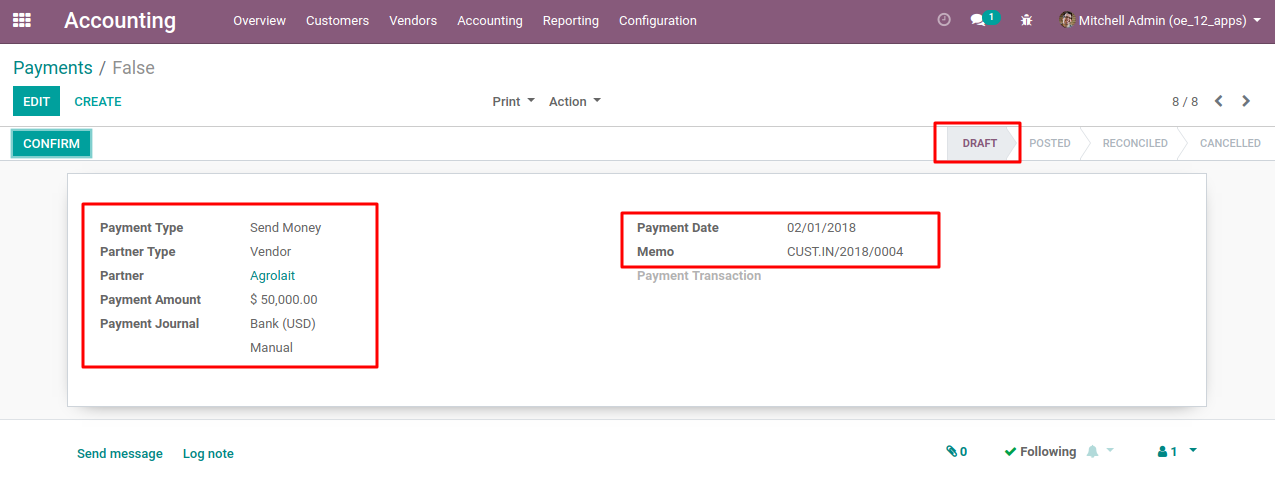 Accounting Overview Customers Vendors Accounting Reporting Configuration 1 Mitchell Admin (oe_12_apps)
Payments / False
EDIT CREATE Print Action 8 / 8
CONFIRM DRAFT POSTED RECONCILED CANCELLED
Payment Type Send Money Payment Date 02/01/2018
Partner Type Vendor Memo CUST.IN/2018/0004
Partner Agrolait Payment Transaction
Payment Amount $ 50,000.00
Payment Journal Bank (USD)
Manual
Send message Log note 0 Following 1